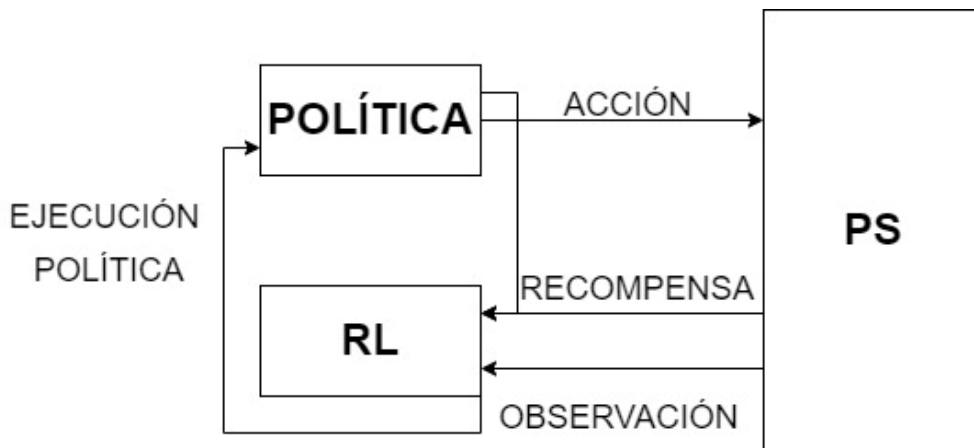 POLÍTICA
ACCIÓN
EJECUCIÓN
POLÍTICA
PS
RECOMPENSA
RL
OBSERVACIÓN